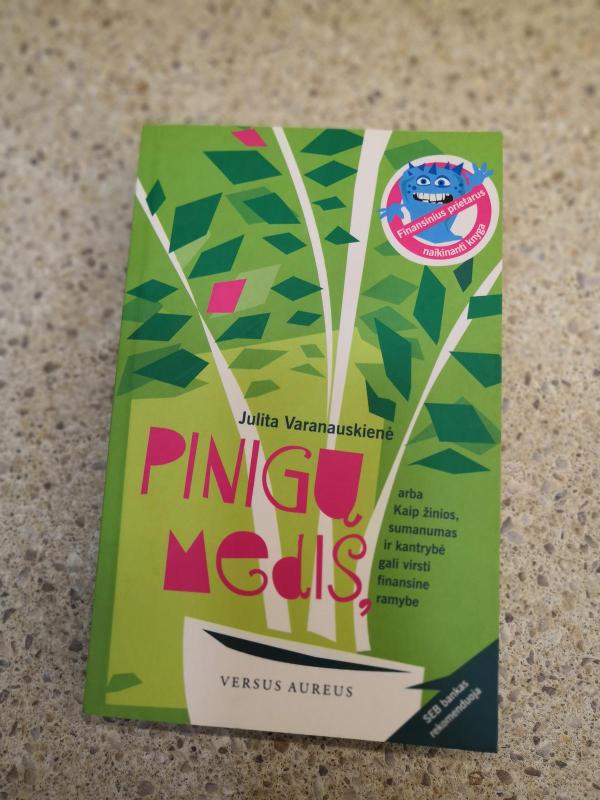 Finansinius prietarus
naikinanti knyga
Julita Varanauskienė
PINIGŲ
MediS,
arba
Kaip žinios,
sumanumas
ir kantrybė
gali virsti
finansine
ramybe
VERSUS AUREUS
SEB bankas
rekomenduoja